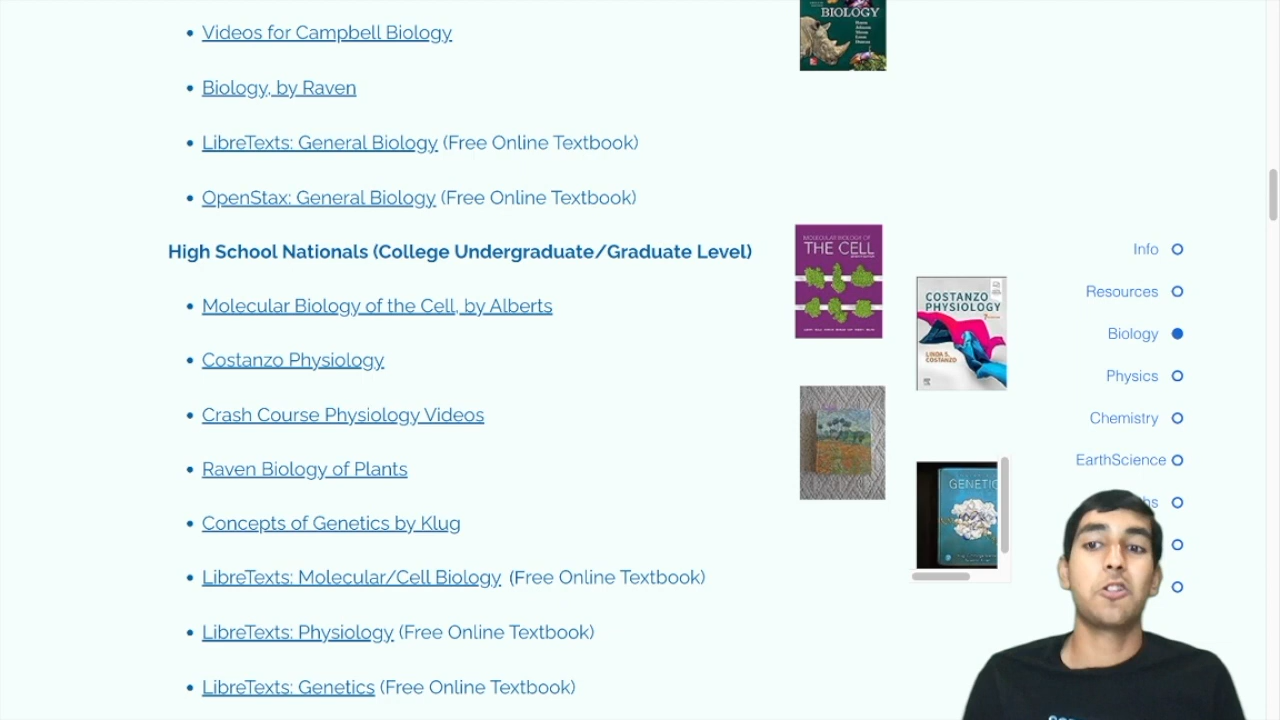 Videos for Campbell Biology
Biology, by Raven
LibreTexts: General Biology (Free Online Textbook)
OpenStax: General Biology (Free Online Textbook)
High School Nationals (College Undergraduate/Graduate Level)
Molecular Biology of the Cell, by Alberts
Costanzo Physiology
Crash Course Physiology Videos
Raven Biology of Plants
Concepts of Genetics by Klug
LibreTexts: Molecular/Cell Biology (Free Online Textbook)
LibreTexts: Physiology (Free Online Textbook)
LibreTexts: Genetics (Free Online Textbook)
BIOLOGY
MOLECULAR BIOLOGY OF
THE CELL
COSTANZO
PHYSIOLOGY
LINDA S.
COSTANZO
GENETIC
Info
Resources
Biology
Physics
Chemistry
EarthScience